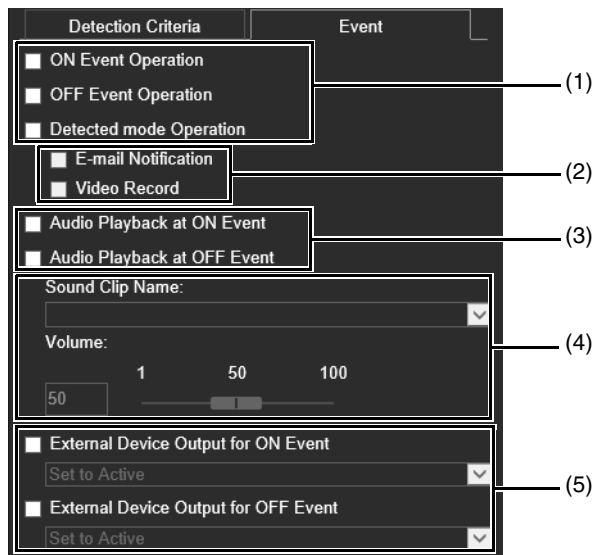 Detection Criteria Event
ON Event Operation
OFF Event Operation
(1)
Detected mode Operation
E-mail Notification
(2)
Video Record
Audio Playback at ON Event
(3)
Audio Playback at OFF Event
Sound Clip Name:
Volume:
(4)
1 50 100
50
External Device Output for ON Event
Set to Active
(5)
External Device Output for OFF Event
Set to Active